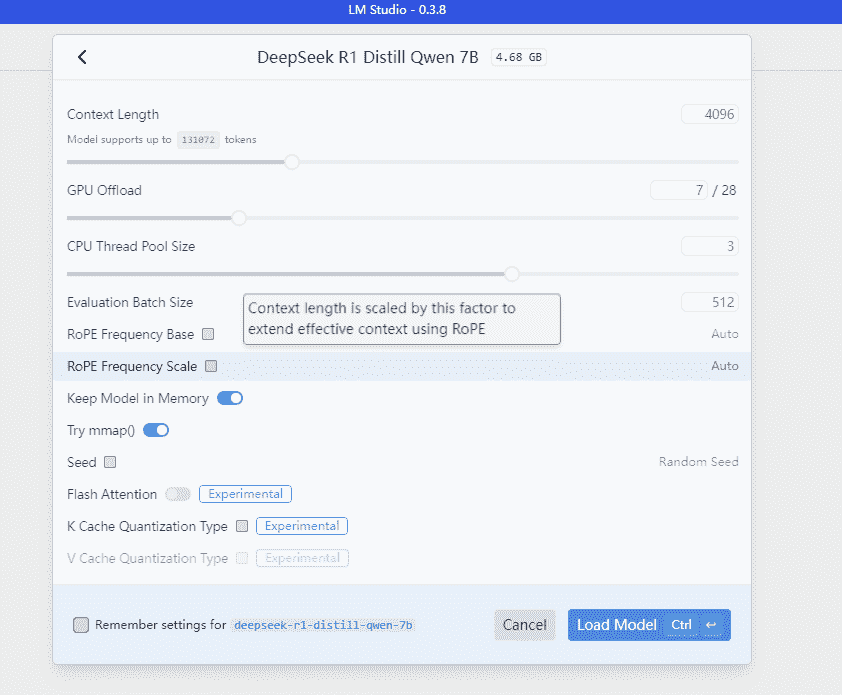 LM Studio - 0.3.8
DeepSeek R1 Distill Qwen 7B 4.68 GB
Context Length 4096
Model supports up to 131072 tokens
GPU Offload 7 / 28
CPU Thread Pool Size 3
Evaluation Batch Size 512
Context length is scaled by this factor to
extend effective context using RoPE
RoPE Frequency Base Auto
RoPE Frequency Scale Auto
Keep Model in Memory
Try mmap()
Seed Random Seed
Flash Attention Experimental
K Cache Quantization Type Experimental
V Cache Quantization Type Experimental
Remember settings for deepseek-r1-distill-qwen-7b Cancel Load Model Ctrl ↩